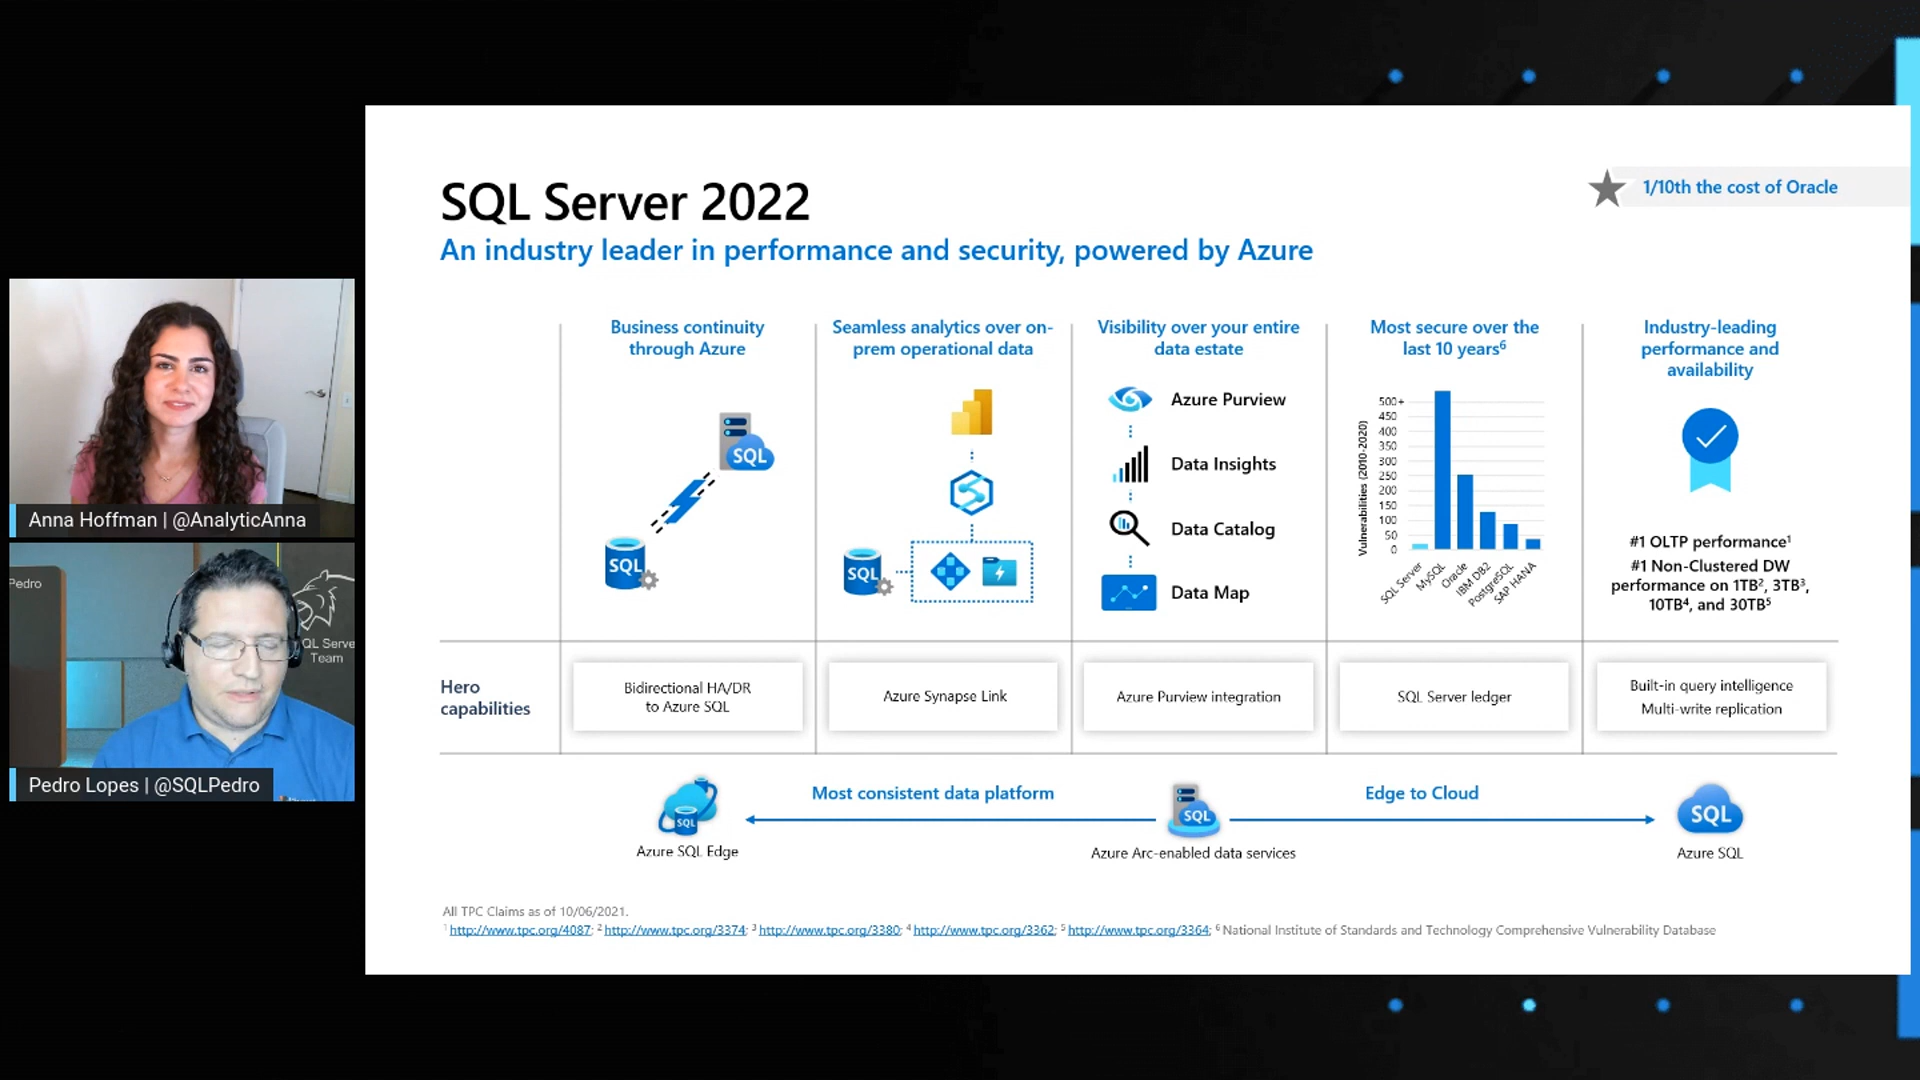 SQL Server 2022
An industry leader in performance and security, powered by Azure
1/10th the cost of Oracle
Business continuity
through Azure
SQL
SQL
Seamless analytics over on-
prem operational data
SQL
Visibility over your entire
data estate
Azure Purview
Data Insights
Data Catalog
Data Map
Most secure over the
last 10 years⁶
Vulnerabilities (2010-2020)
500+
450
400
350
300
250
200
150
100
50
0
SQL Server
MySQL
Oracle
IBM DB2
PostgreSQL
SAP HANA
Industry-leading
performance and
availability
#1 OLTP performance¹
#1 Non-Clustered DW
performance on 1TB², 3TB³,
10TB⁴, and 30TB⁵
Hero
capabilities
Bidirectional HA/DR
to Azure SQL
Azure Synapse Link
Azure Purview integration
SQL Server ledger
Built-in query intelligence
Multi-write replication
SQL
Azure SQL Edge
Most consistent data platform
SQL
Azure Arc-enabled data services
Edge to Cloud
SQL
Azure SQL
All TPC Claims as of 10/06/2021.
¹ http://www.tpc.org/4087; ² http://www.tpc.org/3374; ³ http://www.tpc.org/3380; ⁴ http://www.tpc.org/3362; ⁵ http://www.tpc.org/3364; ⁶ National Institute of Standards and Technology Comprehensive Vulnerability Database
Anna Hoffman | @AnalyticAnna
Pedro
QL Serve
Team
Pedro Lopes | @SQLPedro